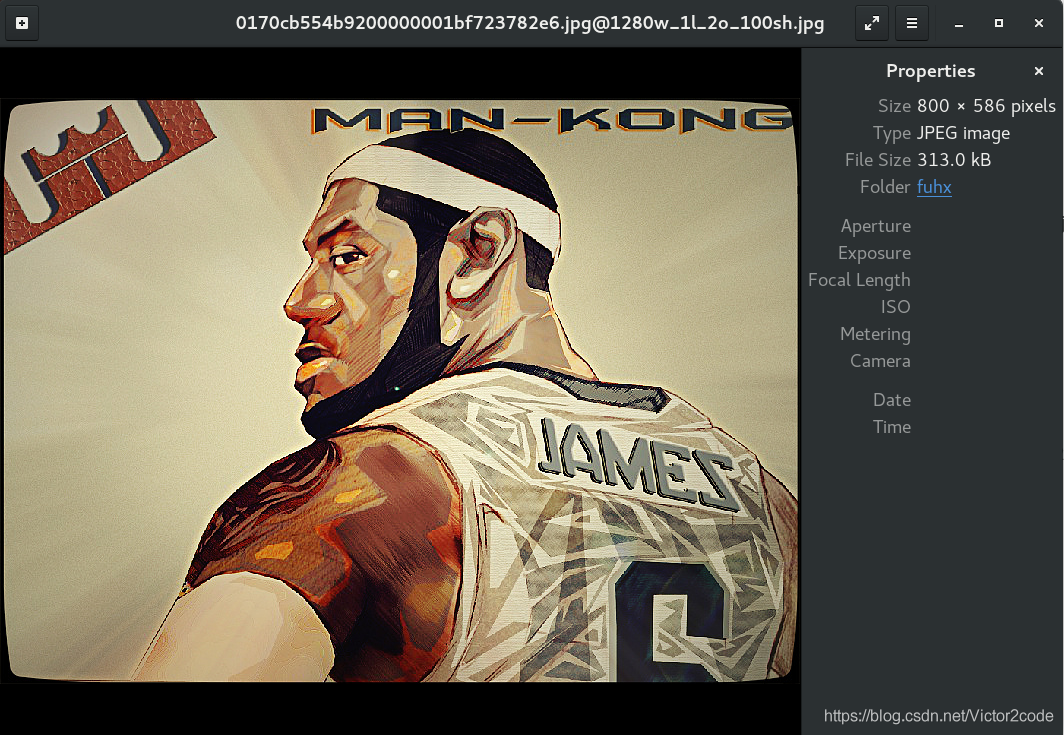 0170cb554b9200000001bf723782e6.jpg@1280w_1l_2o_100sh.jpg
Properties
Size 800 × 586 pixels
Type JPEG image
File Size 313.0 kB
Folder fuhx
Aperture
Exposure
Focal Length
ISO
Metering
Camera
Date
Time
MAN-KONG
JAMES
6
https://blog.csdn.net/Victor2code